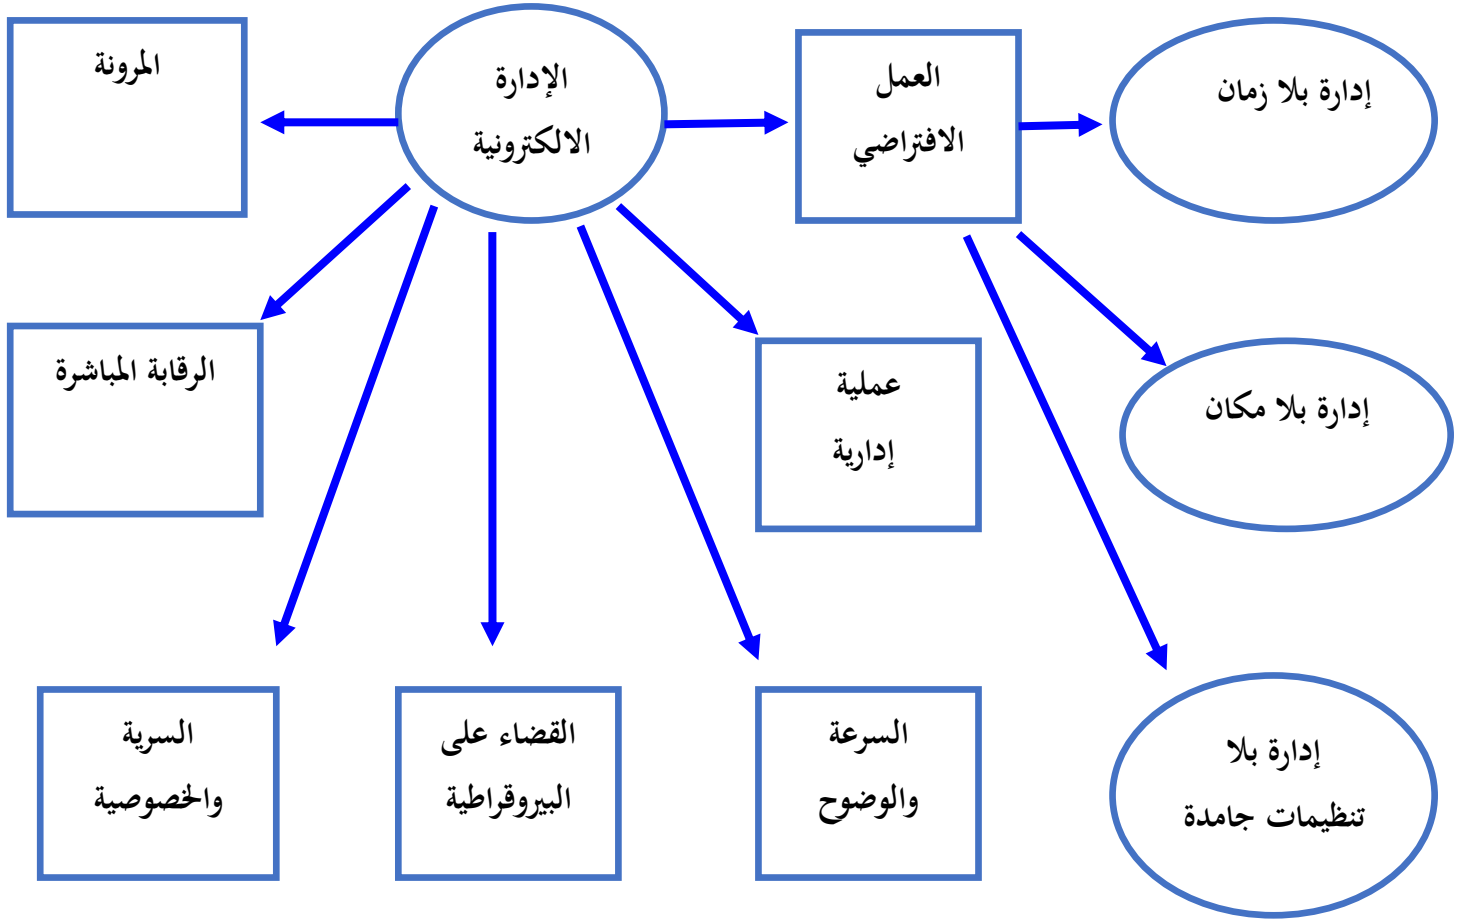 إدارة بلا زمان
العمل
الافتراضي
الإدارة
الالكترونية
المرونة
إدارة بلا مكان
عملية
إدارية
الرقابة المباشرة
إدارة بلا
تنظيمات جامدة
السرعة
والوضوح
القضاء على
البيروقراطية
السرية
والخصوصية